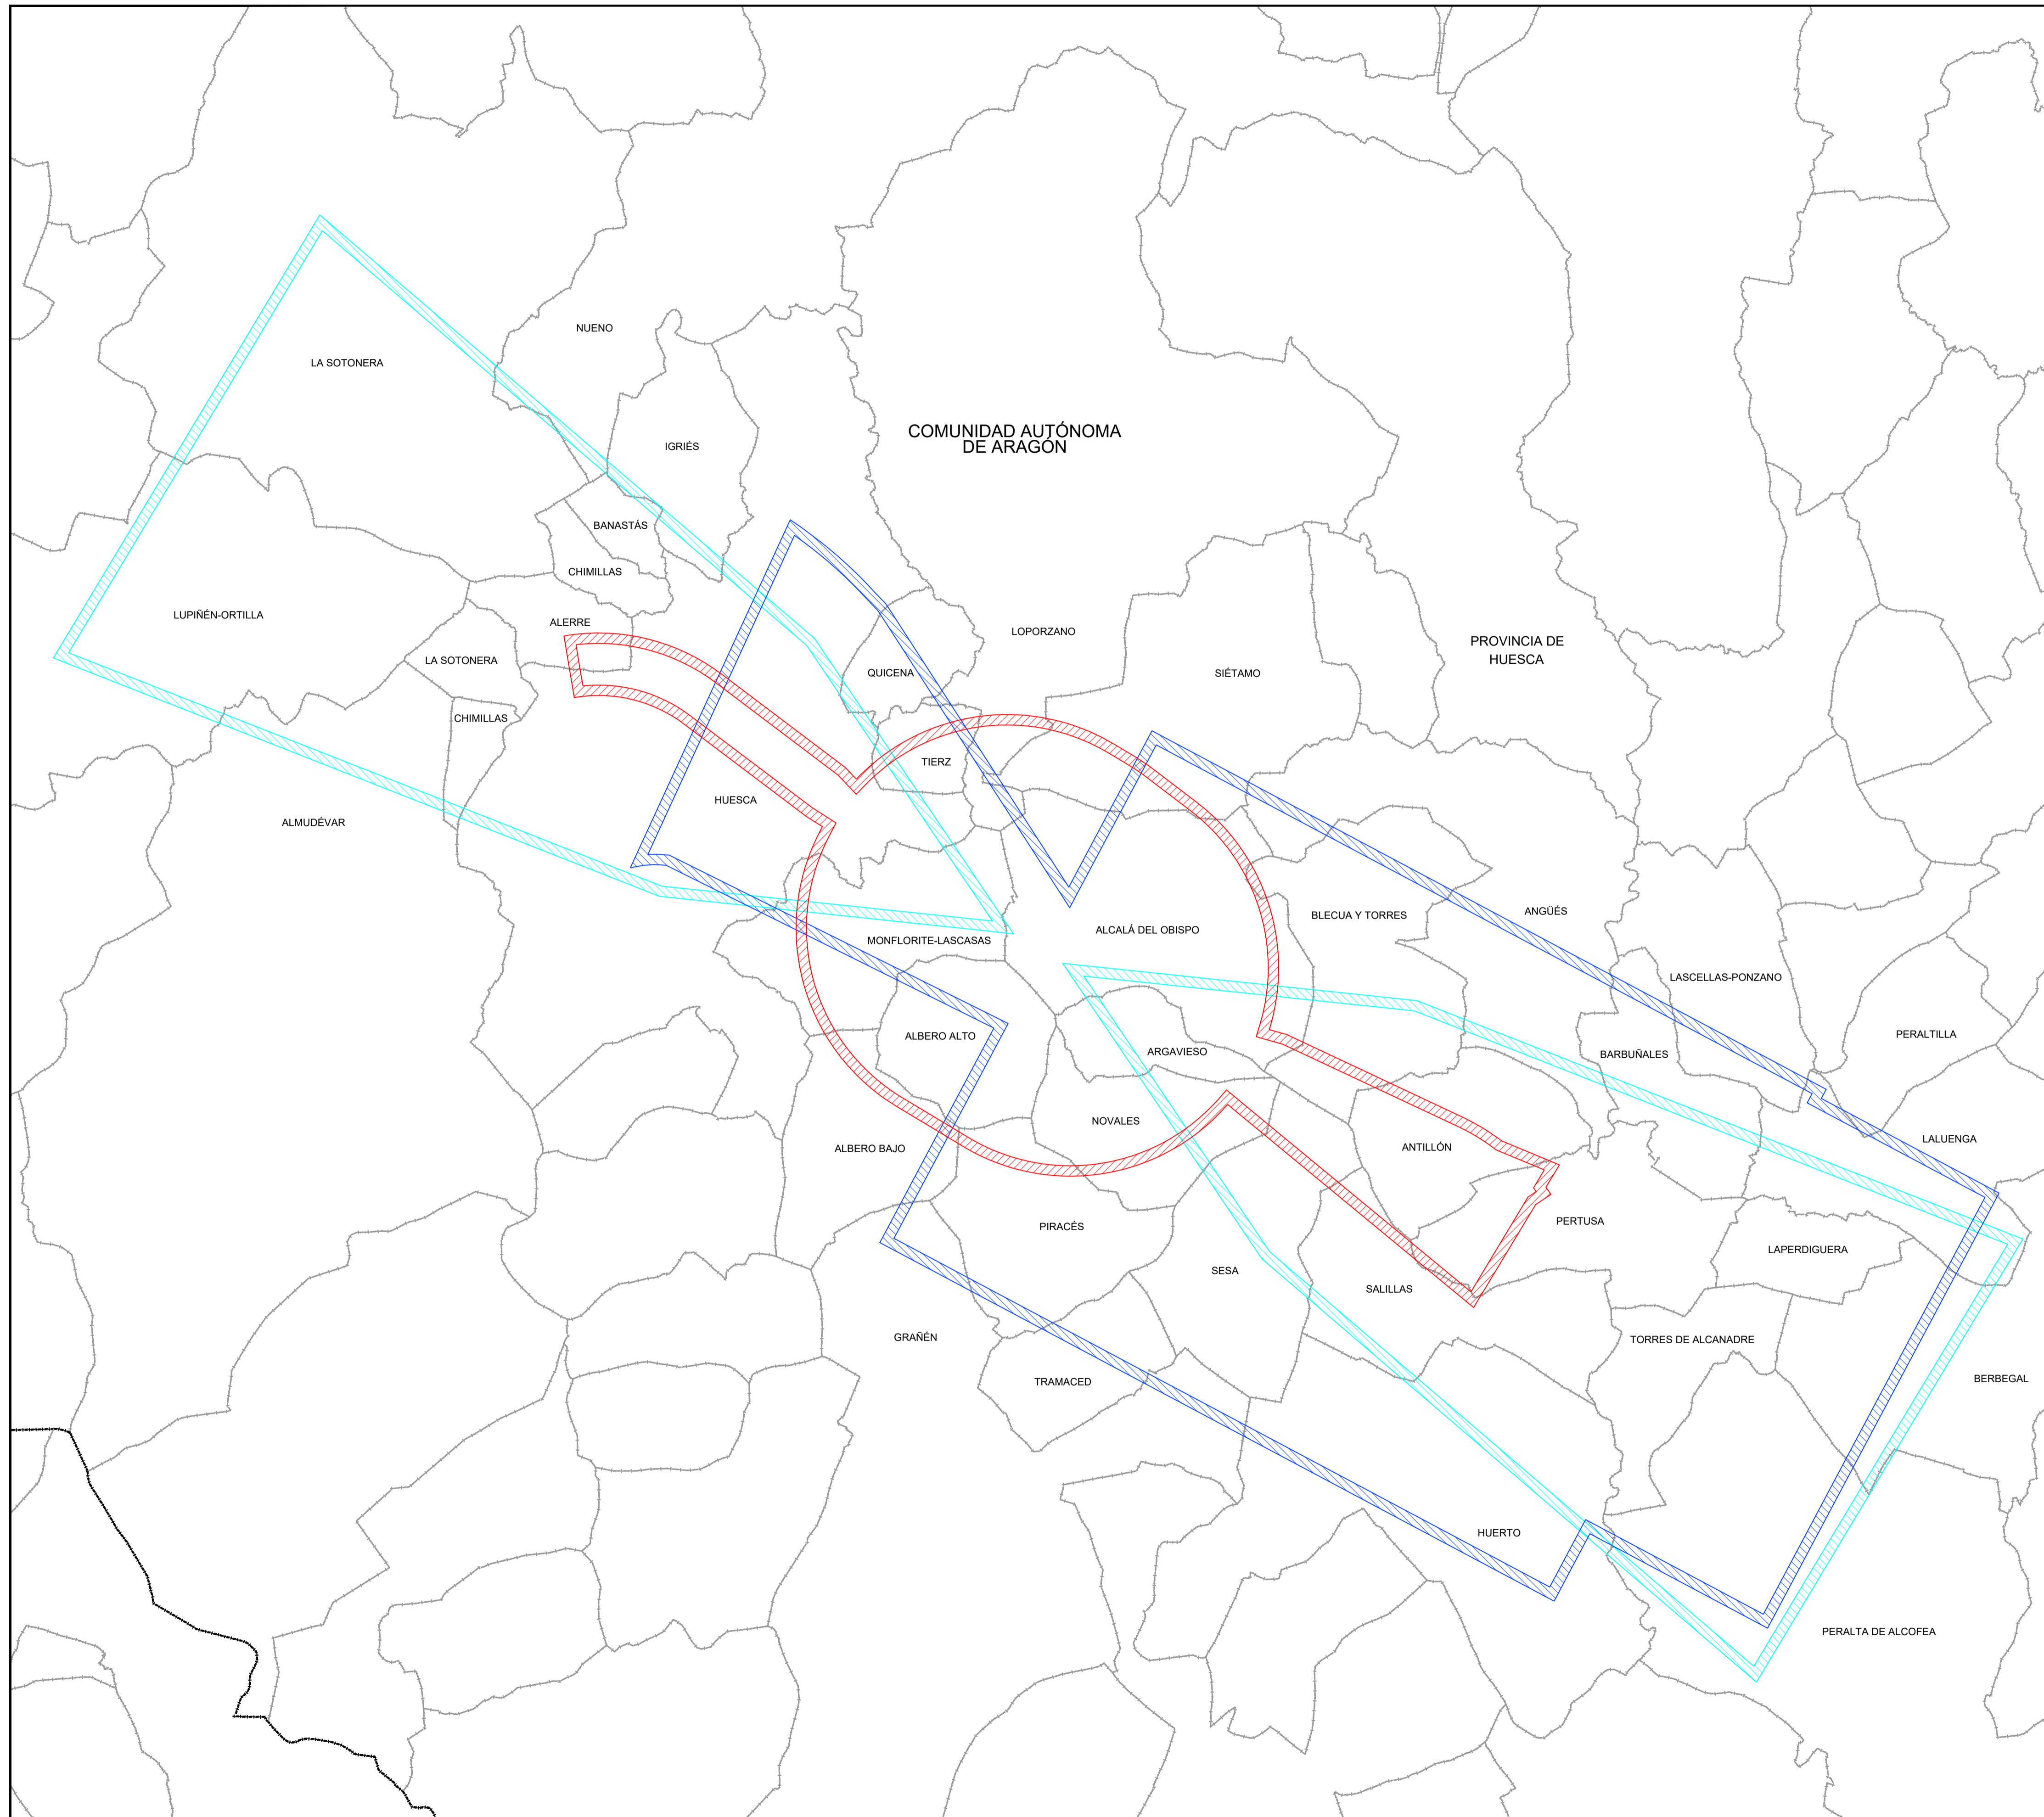 NUENO
LA SOTONERA
COMUNIDAD AUTÓNOMA
DE ARAGÓN
IGRIÉS
BANASTÁS
CHIMILLAS
LUPIÑÉN-ORTILLA
ALERRE
LOPORZANO
PROVINCIA DE
HUESCA
LA SOTONERA
QUICENA
SIÉTAMO
CHIMILLAS
TIERZ
HUESCA
ALMUDÉVAR
BLECUA Y TORRES
ANGÜÉS
ALCALÁ DEL OBISPO
MONFLORITE-LASCASAS
LASCELLAS-PONZANO
ALBERO ALTO
PERALTILLA
ARGAVIESO
BARBUÑALES
NOVALES
LALUENGA
ALBERO BAJO
ANTILLÓN
PIRACÉS
PERTUSA
LAPERDIGUERA
SESA
SALILLAS
GRAÑÉN
TORRES DE ALCANADRE
TRAMACED
BERBEGAL
HUERTO
PERALTA DE ALCOFEA